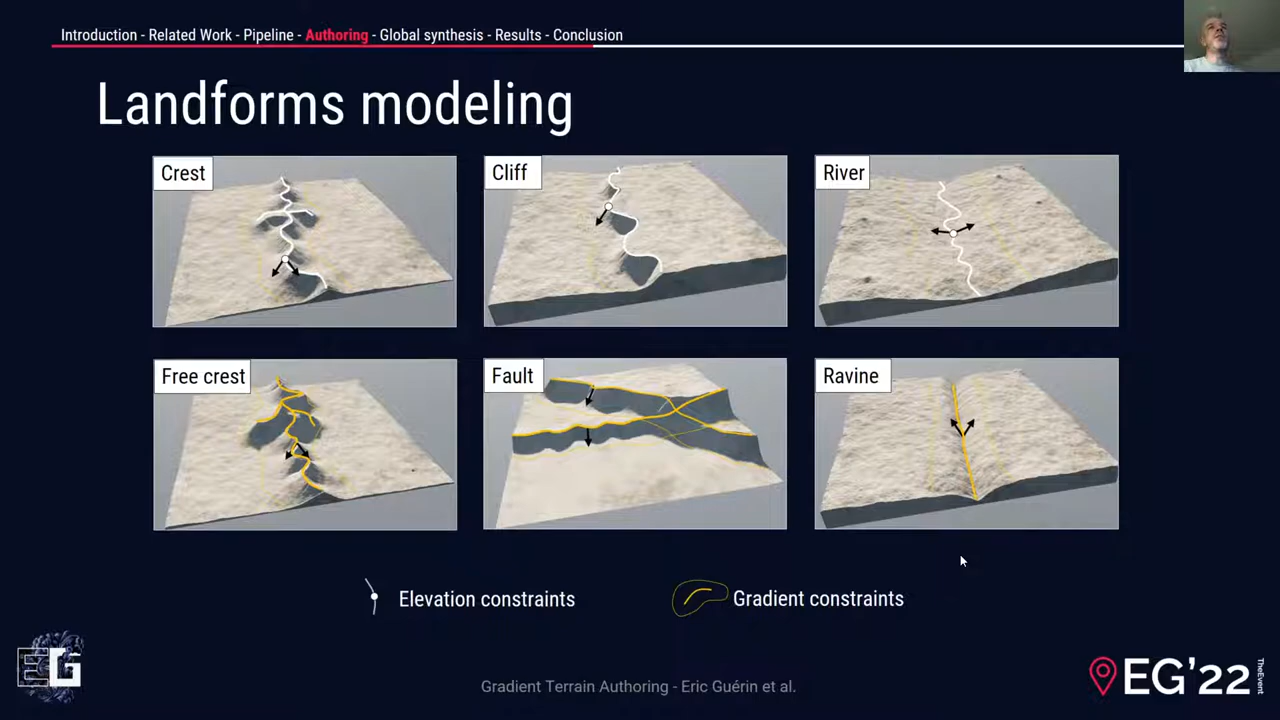 Introduction - Related Work - Pipeline - Authoring - Global synthesis - Results - Conclusion
Landforms modeling
Crest
Cliff
River
Free crest
Fault
Ravine
Elevation constraints
Gradient constraints
EG
Gradient Terrain Authoring - Eric Guérin et al.
EG'22
TheEvent